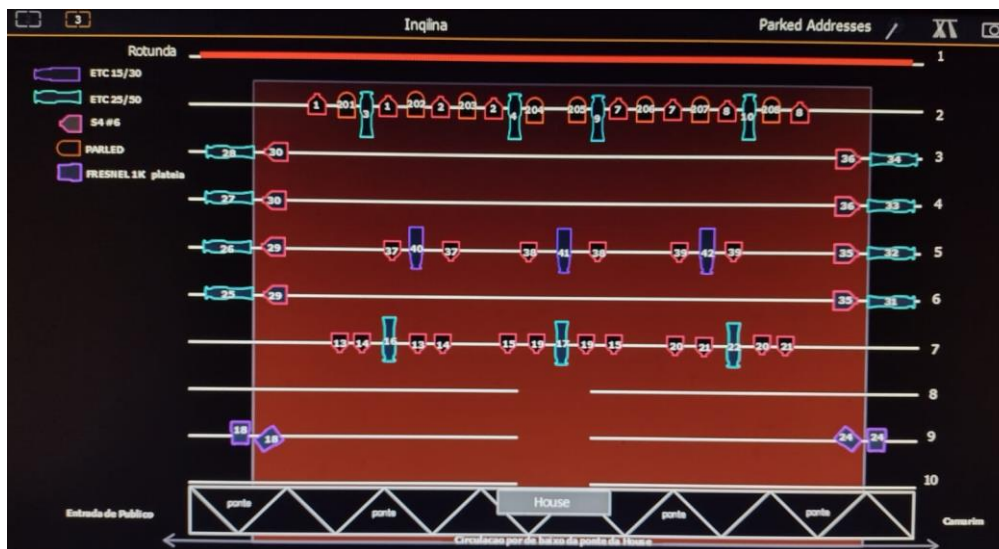 3 Inqlina Parked Addresses
Rotunda 1
ETC 15/30
ETC 25/50
S4 #6
PARLED
FRESNEL 1K plateia
1 201 3 1 202 2 203 2 4 204 205 9 7 206 7 207 8 10 208 8 2
28 30 36 34 3
27 30 36 33 4
26 29 37 40 37 38 41 38 39 42 39 35 32 5
25 29 35 31 6
13 14 16 13 14 15 19 17 19 15 20 21 22 20 21 7
8
18 18 24 24 9
10
Entrada de Publico ponte ponte House ponte ponte Camarim
Circulacao por de baixo da ponte da House